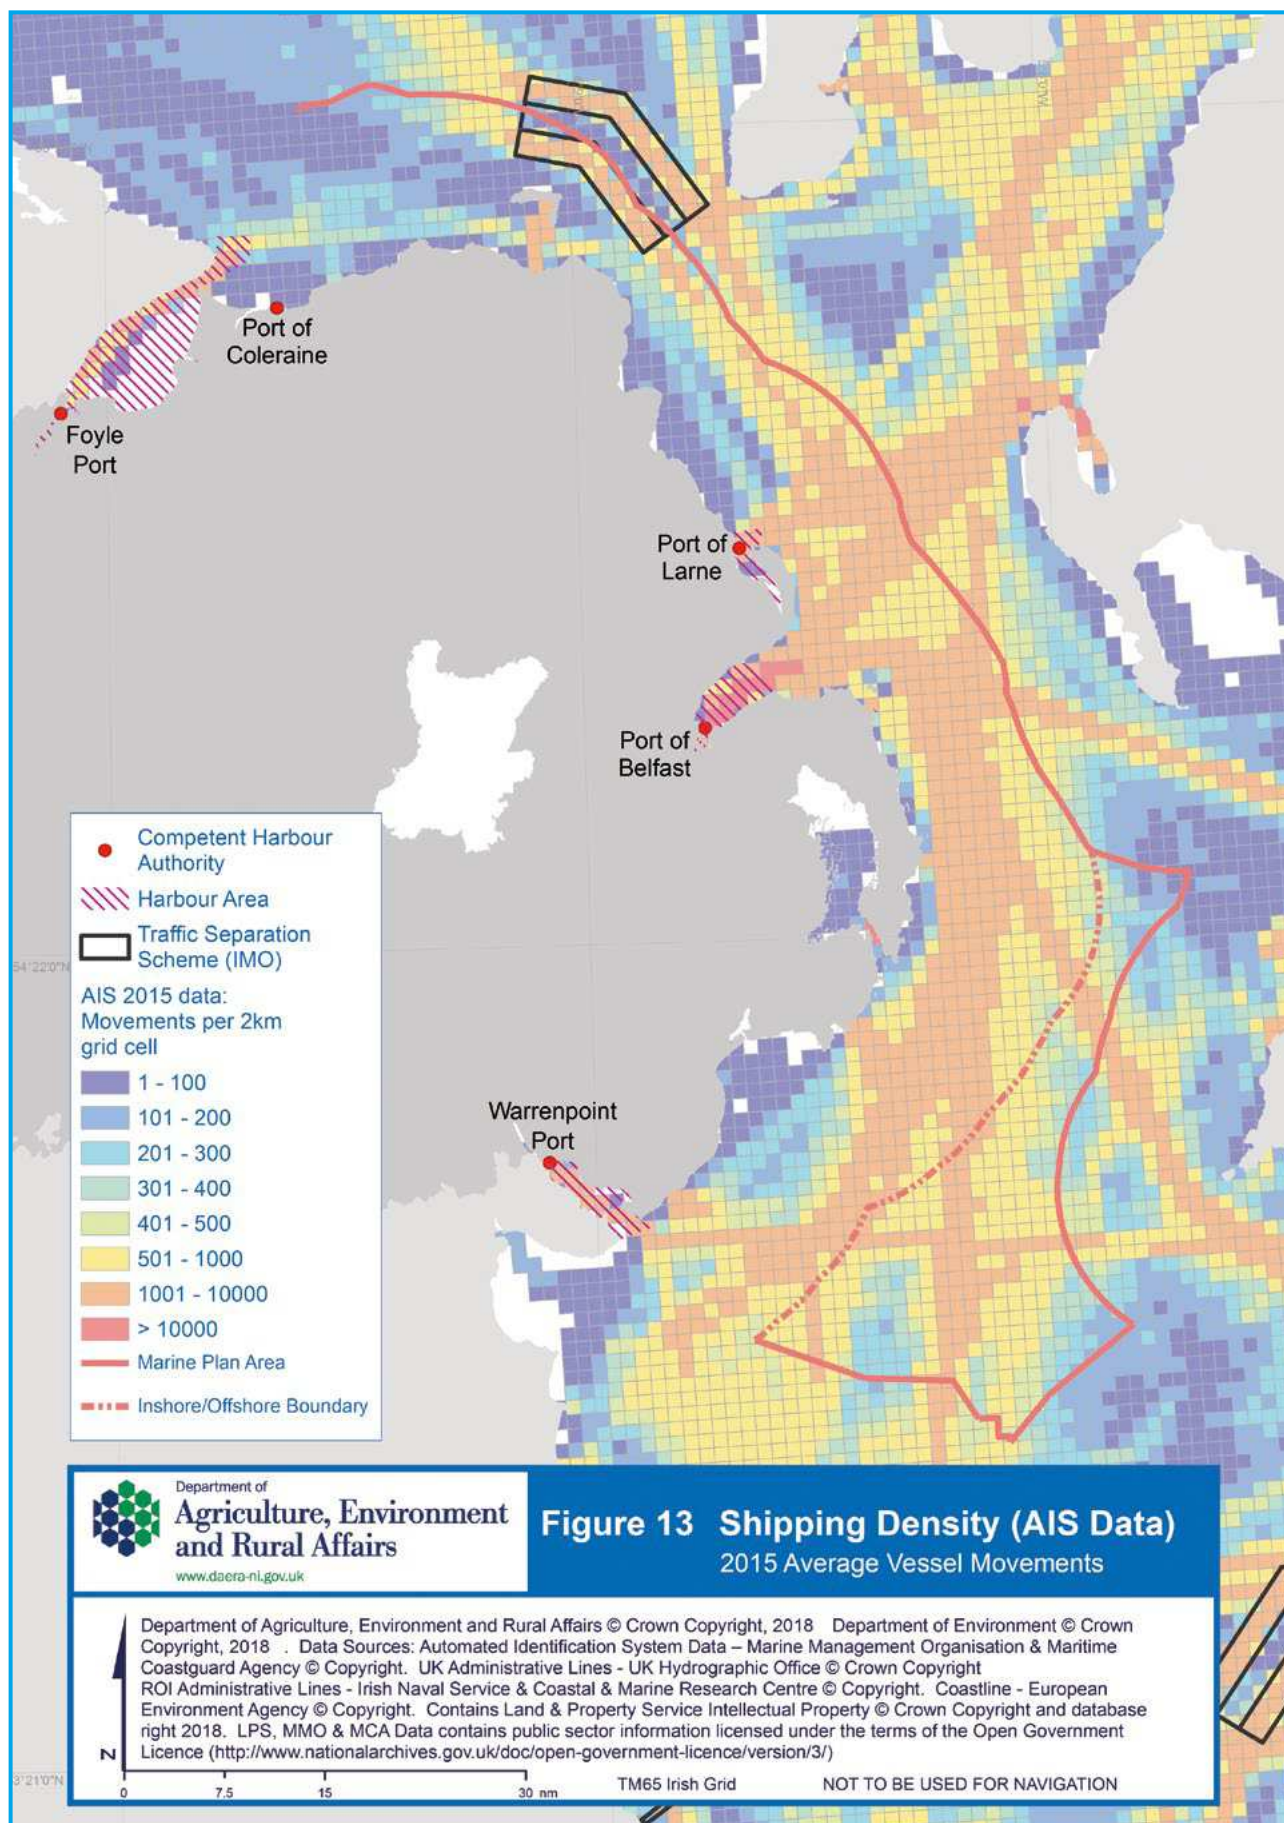 Port of
Coleraine
Foyle
Port
Port of
Larne
Port of
Belfast
Warrenpoint
Port
54°22'0"N
Competent Harbour
Authority
Harbour Area
Traffic Separation
Scheme (IMO)
AIS 2015 data:
Movements per 2km
grid cell
1 - 100
101 - 200
201 - 300
301 - 400
401 - 500
501 - 1000
1001 - 10000
> 10000
Marine Plan Area
Inshore/Offshore Boundary
Department of
Agriculture, Environment
and Rural Affairs
www.daera-ni.gov.uk
Figure 13 Shipping Density (AIS Data)
2015 Average Vessel Movements
Department of Agriculture, Environment and Rural Affairs © Crown Copyright, 2018 Department of Environment © Crown
Copyright, 2018 . Data Sources: Automated Identification System Data – Marine Management Organisation & Maritime
Coastguard Agency © Copyright. UK Administrative Lines - UK Hydrographic Office © Crown Copyright
ROI Administrative Lines - Irish Naval Service & Coastal & Marine Research Centre © Copyright. Coastline - European
Environment Agency © Copyright. Contains Land & Property Service Intellectual Property © Crown Copyright and database
right 2018. LPS, MMO & MCA Data contains public sector information licensed under the terms of the Open Government
Licence (http://www.nationalarchives.gov.uk/doc/open-government-licence/version/3/)
N
3°21'0"N
0 7.5 15 30 nm
TM65 Irish Grid NOT TO BE USED FOR NAVIGATION